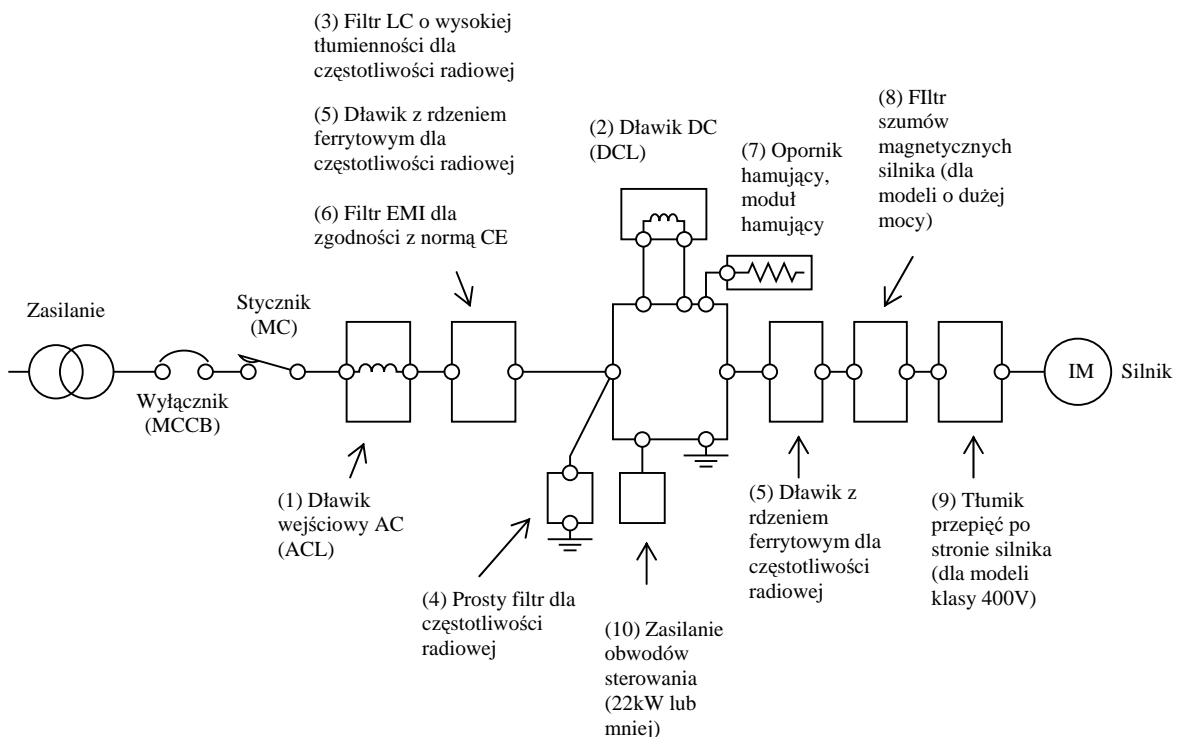 (3) Filtr LC o wysokiej
tłumienności dla
częstotliwości radiowej
(5) Dławik z rdzeniem
ferrytowym dla
częstotliwości radiowej
(6) Filtr EMI dla
zgodności z normą CE
(2) Dławik DC
(DCL)
(7) Opornik
hamujący,
moduł
hamujący
(8) FIltr
szumów
magnetycznych
silnika (dla
modeli o dużej
mocy)
Zasilanie
Stycznik
(MC)
Wyłącznik
(MCCB)
IM
Silnik
(1) Dławik
wejściowy AC
(ACL)
(4) Prosty filtr dla
częstotliwości
radiowej
(10) Zasilanie
obwodów
sterowania
(22kW lub
mniej)
(5) Dławik z
rdzeniem
ferrytowym dla
częstotliwości
radiowej
(9) Tłumik
przepięć po
stronie silnika
(dla modeli
klasy 400V)